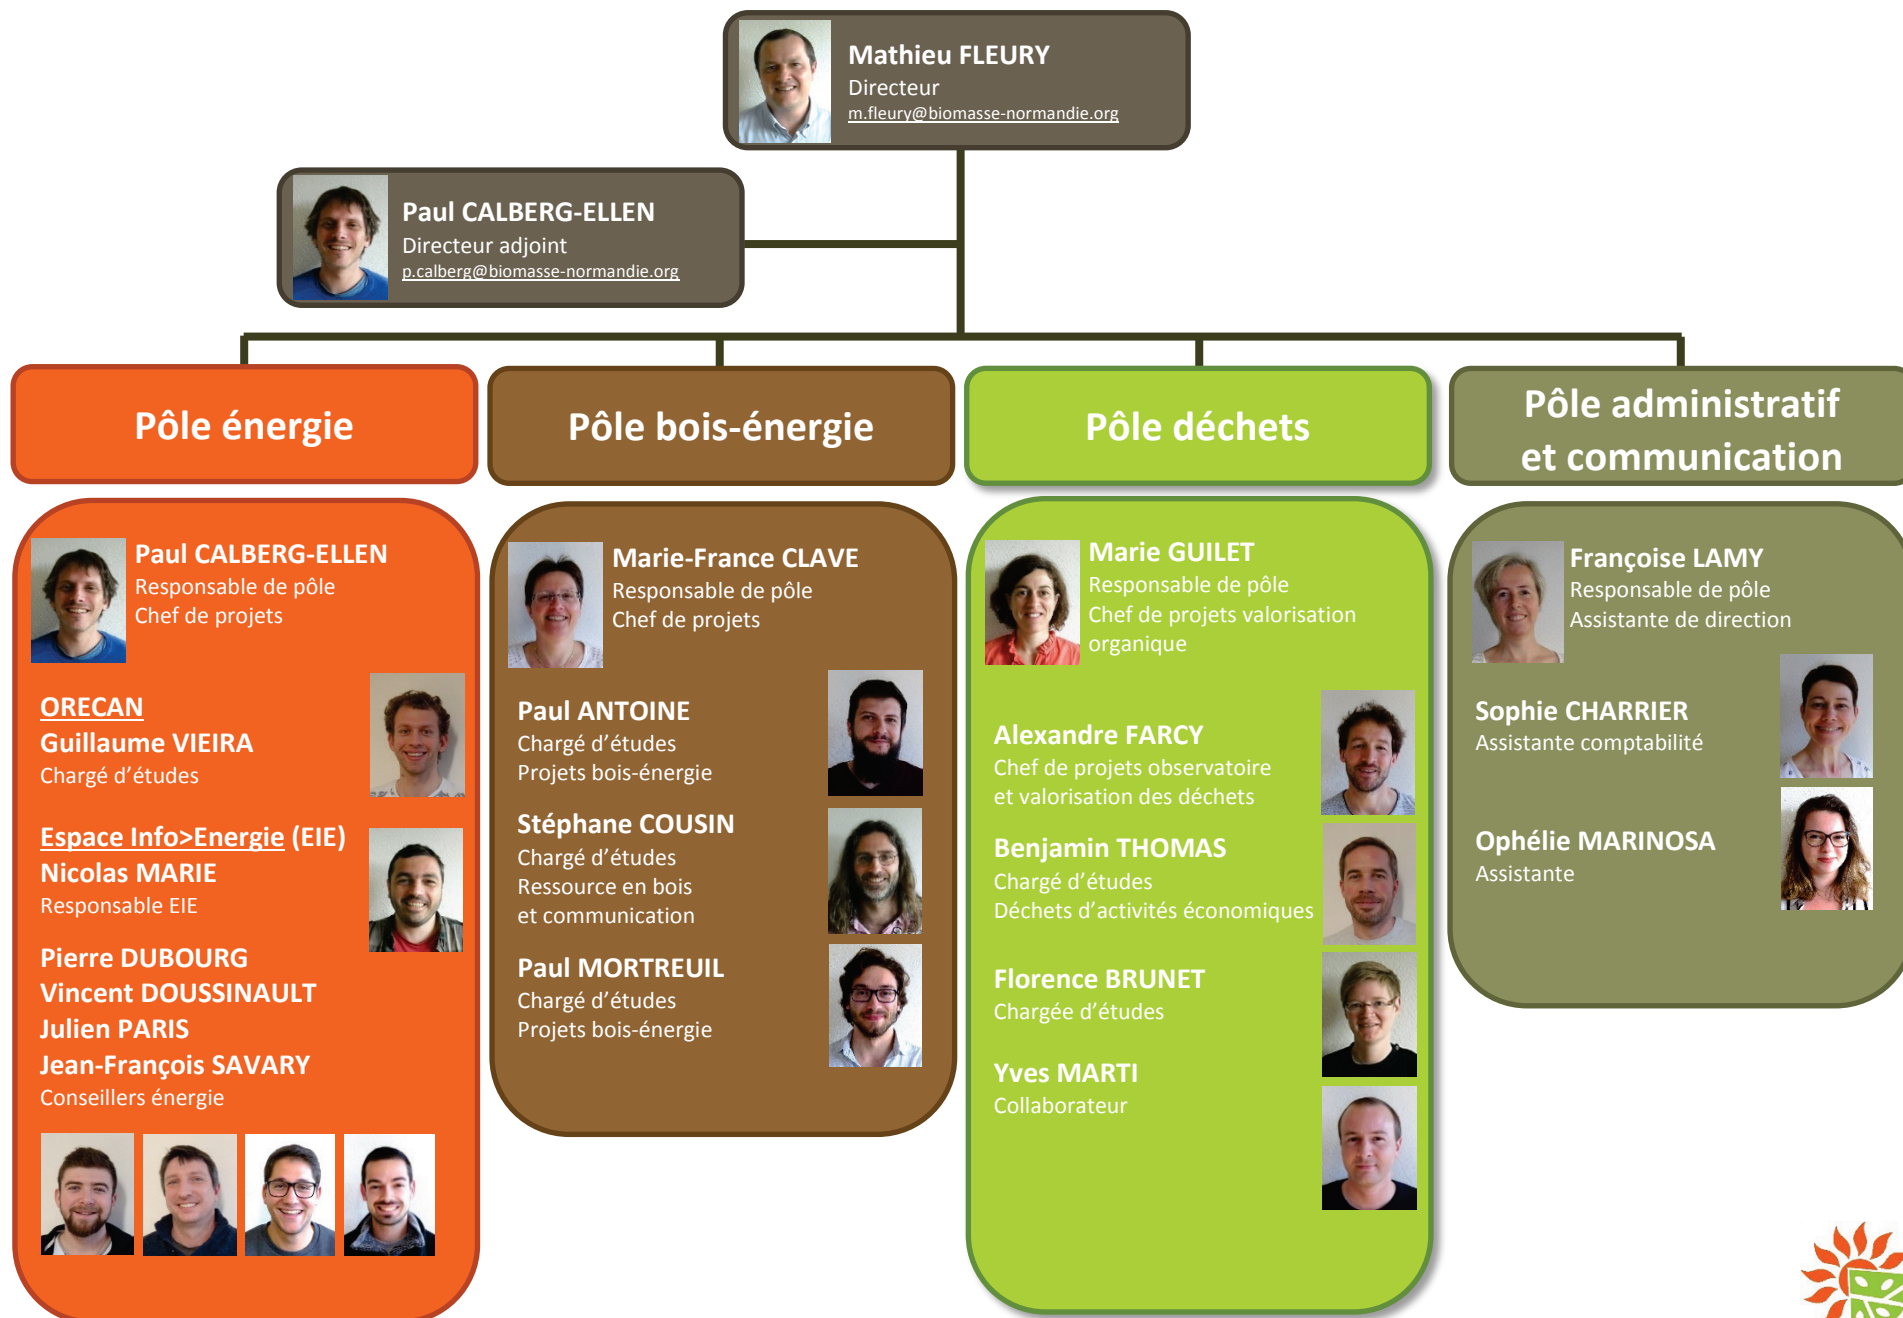 Mathieu FLEURY
Directeur
m.fleury@biomasse-normandie.org
Paul CALBERG-ELLEN
Directeur adjoint
p.calberg@biomasse-normandie.org
Pôle énergie
Paul CALBERG-ELLEN
Responsable de pôle
Chef de projets
ORECAN
Guillaume VIEIRA
Chargé d’études
Espace Info>Energie (EIE)
Nicolas MARIE
Responsable EIE
Pierre DUBOURG
Vincent DOUSSINAULT
Julien PARIS
Jean-François SAVARY
Conseillers énergie
Pôle bois-énergie
Marie-France CLAVE
Responsable de pôle
Chef de projets
Paul ANTOINE
Chargé d’études
Projets bois-énergie
Stéphane COUSIN
Chargé d’études
Ressource en bois
et communication
Paul MORTREUIL
Chargé d’études
Projets bois-énergie
Pôle déchets
Marie GUILET
Responsable de pôle
Chef de projets valorisation
organique
Alexandre FARCY
Chef de projets observatoire
et valorisation des déchets
Benjamin THOMAS
Chargé d’études
Déchets d’activités économiques
Florence BRUNET
Chargée d’études
Yves MARTI
Collaborateur
Pôle administratif
et communication
Françoise LAMY
Responsable de pôle
Assistante de direction
Sophie CHARRIER
Assistante comptabilité
Ophélie MARINOSA
Assistante